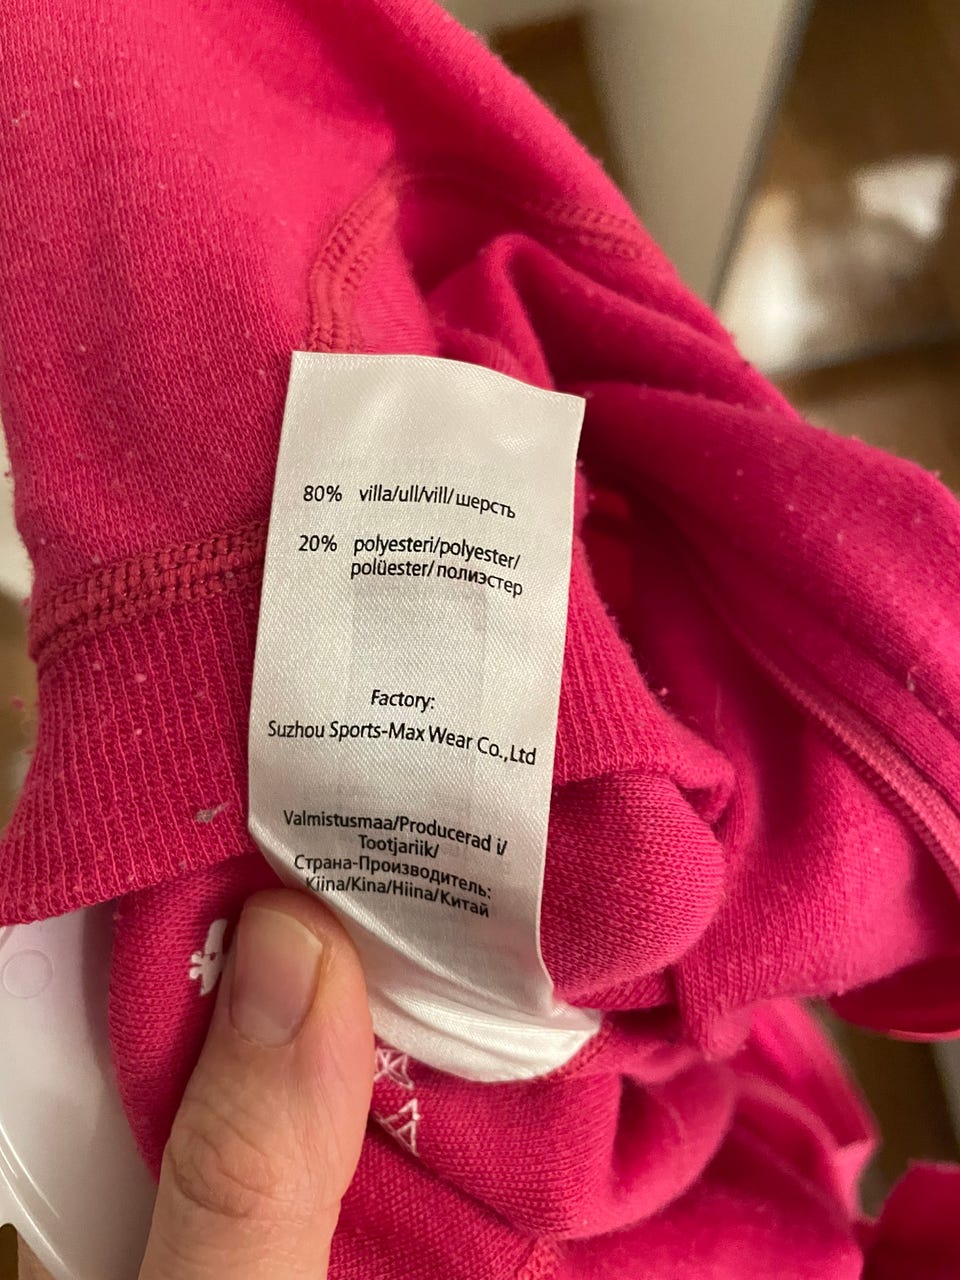 80% villa/ull/vill/шерсть
20% polyesteri/polyester/
polüester/полиэстер
Factory:
Suzhou Sports-Max Wear Co.,Ltd
Valmistusmaa/Producerad i/
Tootjariik/
Страна-Производитель:
Kiina/Kina/Hiina/Китай